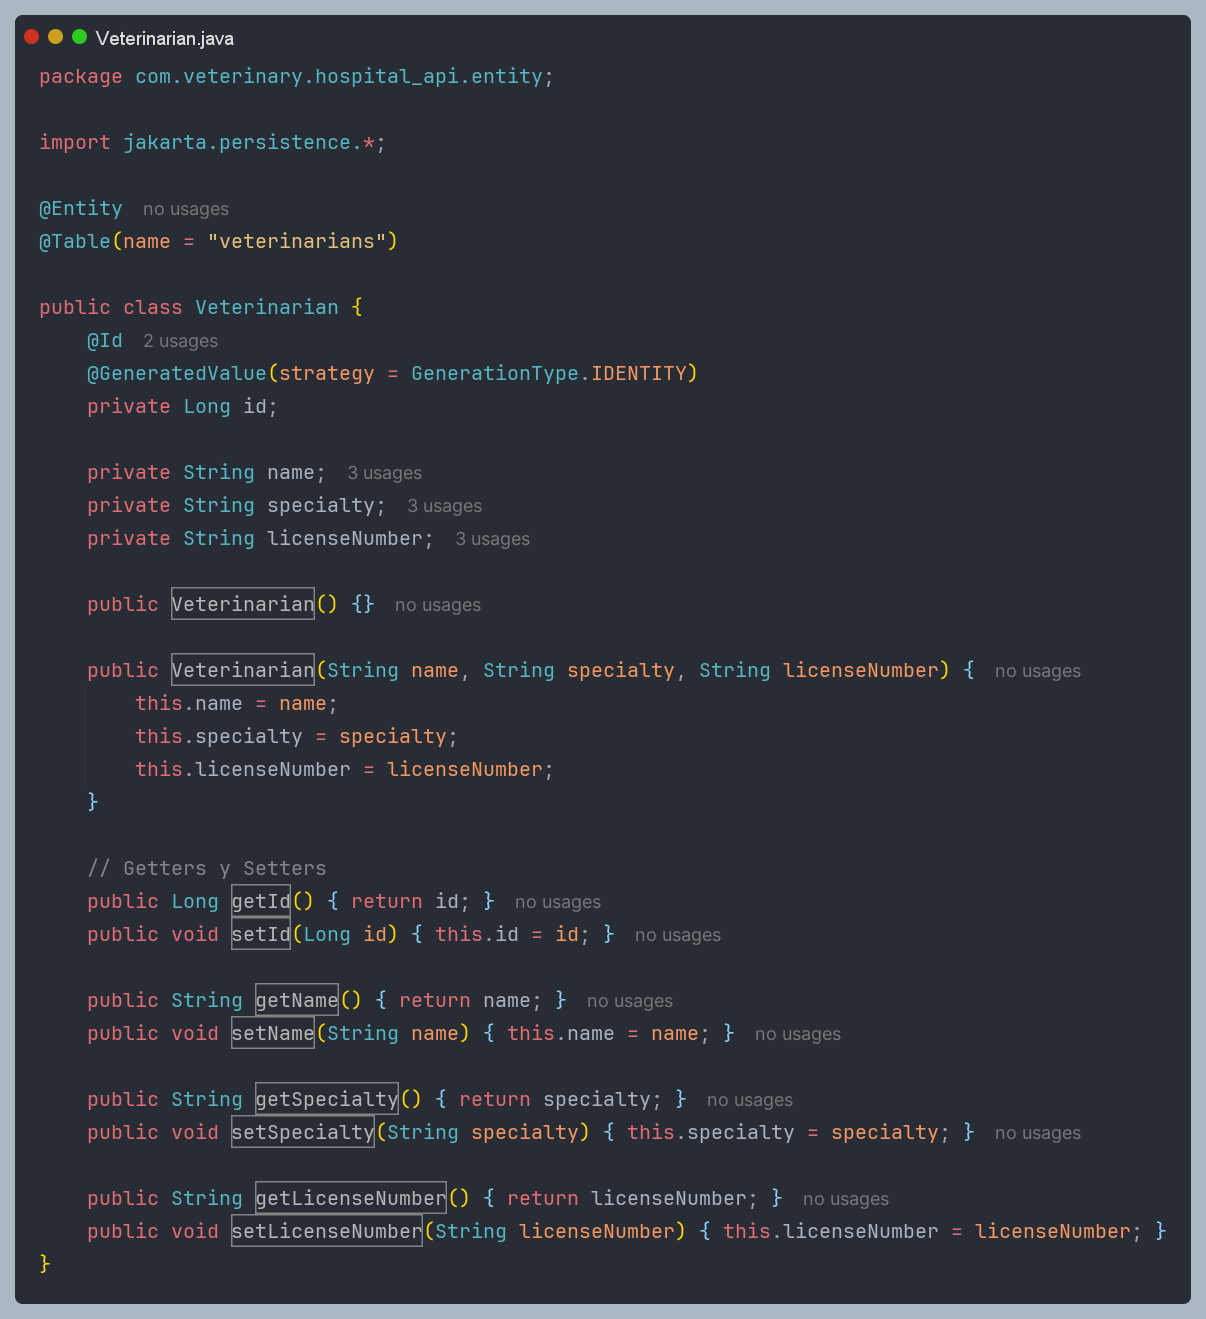 Veterinarian.java
package com.veterinary.hospital_api.entity;
import jakarta.persistence.*;
@Entity no usages
@Table(name = "veterinarians")
public class Veterinarian {
@Id 2 usages
@GeneratedValue(strategy = GenerationType.IDENTITY)
private Long id;
private String name; 3 usages
private String specialty; 3 usages
private String licenseNumber; 3 usages
public Veterinarian() {} no usages
public Veterinarian(String name, String specialty, String licenseNumber) { no usages
this.name = name;
this.specialty = specialty;
this.licenseNumber = licenseNumber;
}
// Getters y Setters
public Long getId() { return id; } no usages
public void setId(Long id) { this.id = id; } no usages
public String getName() { return name; } no usages
public void setName(String name) { this.name = name; } no usages
public String getSpecialty() { return specialty; } no usages
public void setSpecialty(String specialty) { this.specialty = specialty; } no usages
public String getLicenseNumber() { return licenseNumber; } no usages
public void setLicenseNumber(String licenseNumber) { this.licenseNumber = licenseNumber; }
}